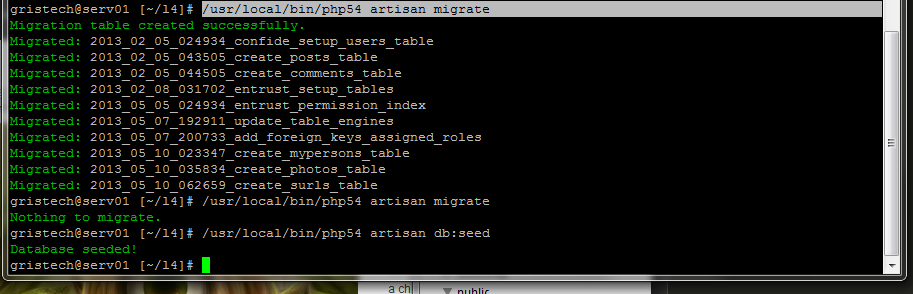 gristech@serv01 [~/l4]# /usr/local/bin/php54 artisan migrate
Migration table created successfully.
Migrated: 2013_02_05_024934_confide_setup_users_table
Migrated: 2013_02_05_043505_create_posts_table
Migrated: 2013_02_05_044505_create_comments_table
Migrated: 2013_02_08_031702_entrust_setup_tables
Migrated: 2013_05_05_024934_entrust_permission_index
Migrated: 2013_05_07_192911_update_table_engines
Migrated: 2013_05_07_200733_add_foreign_keys_assigned_roles
Migrated: 2013_05_10_023347_create_mypersons_table
Migrated: 2013_05_10_035834_create_photos_table
Migrated: 2013_05_10_062659_create_surls_table
gristech@serv01 [~/l4]# /usr/local/bin/php54 artisan migrate
Nothing to migrate.
gristech@serv01 [~/l4]# /usr/local/bin/php54 artisan db:seed
Database seeded!
gristech@serv01 [~/l4]#
a ch
public